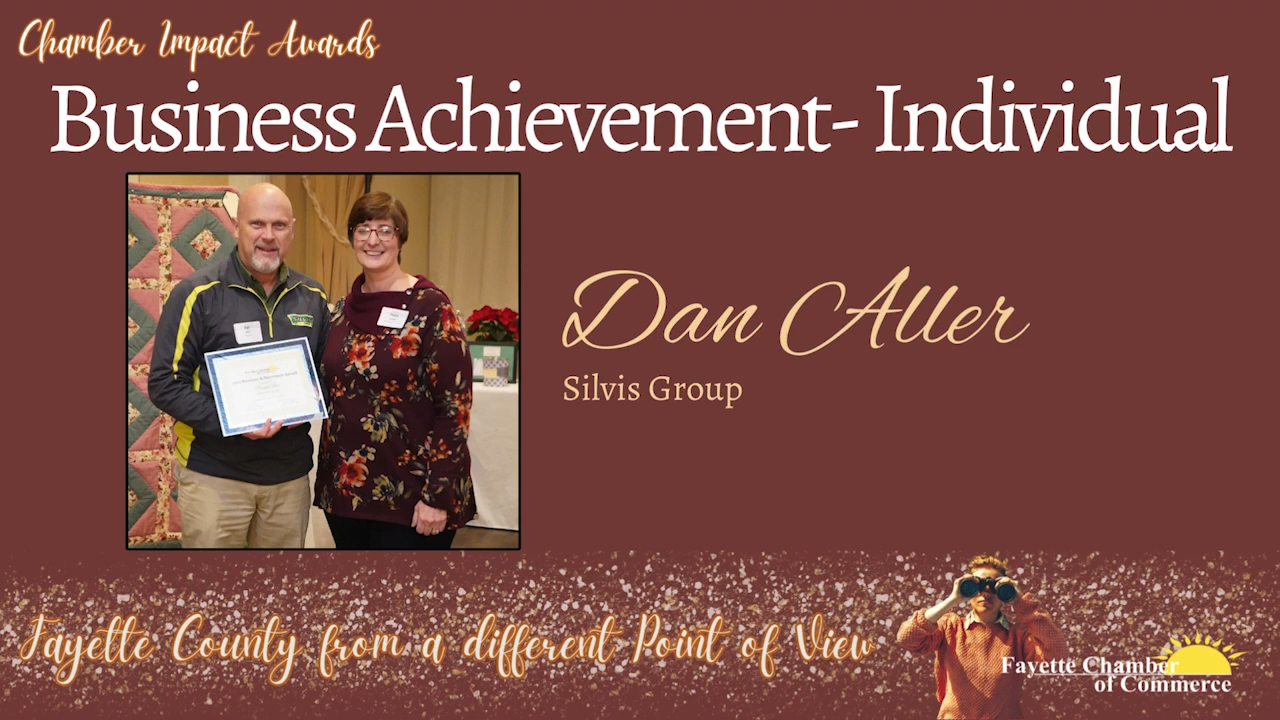 Chamber Impact Awards
Business Achievement- Individual
Dan Aller
Silvis Group
Fayette County from a different Point of View
Fayette Chamber
of Commerce